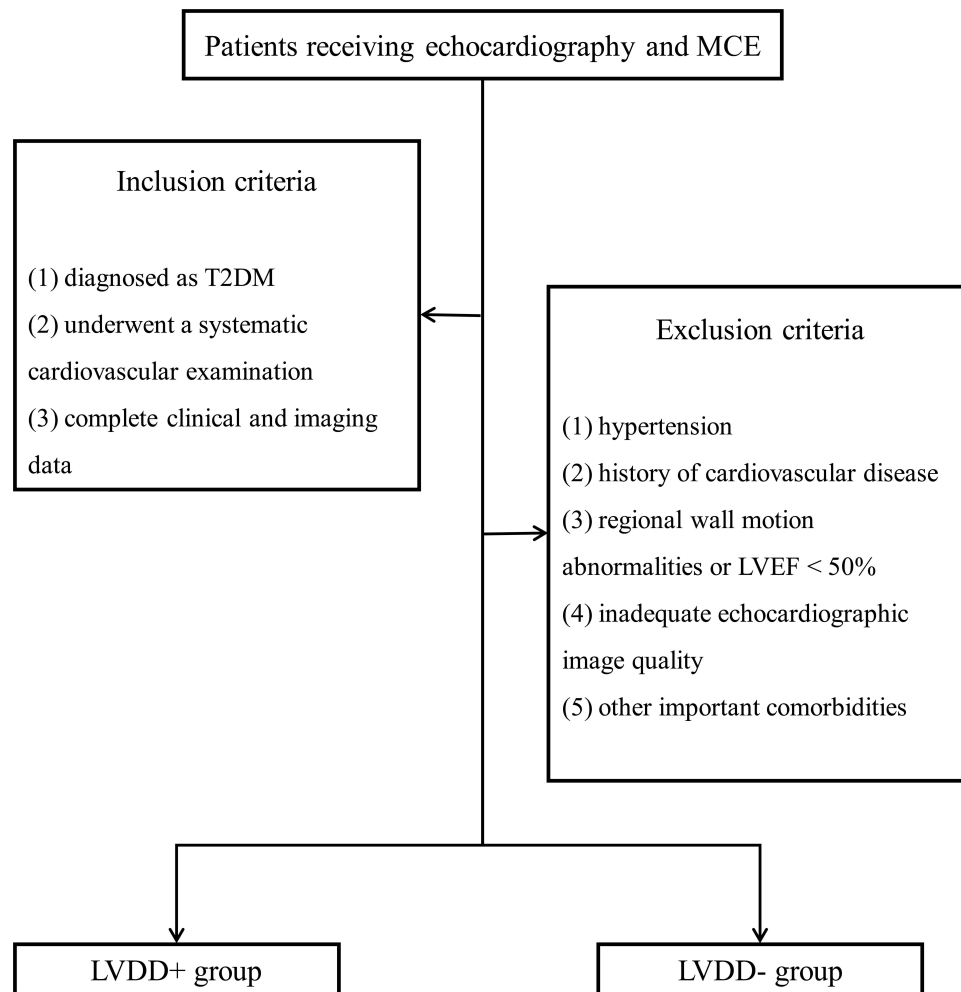 Patients receiving echocardiography and MCE
Inclusion criteria
(1) diagnosed as T2DM
(2) underwent a systematic
cardiovascular examination
(3) complete clinical and imaging
data
Exclusion criteria
(1) hypertension
(2) history of cardiovascular disease
(3) regional wall motion
abnormalities or LVEF < 50%
(4) inadequate echocardiographic
image quality
(5) other important comorbidities
LVDD+ group
LVDD- group